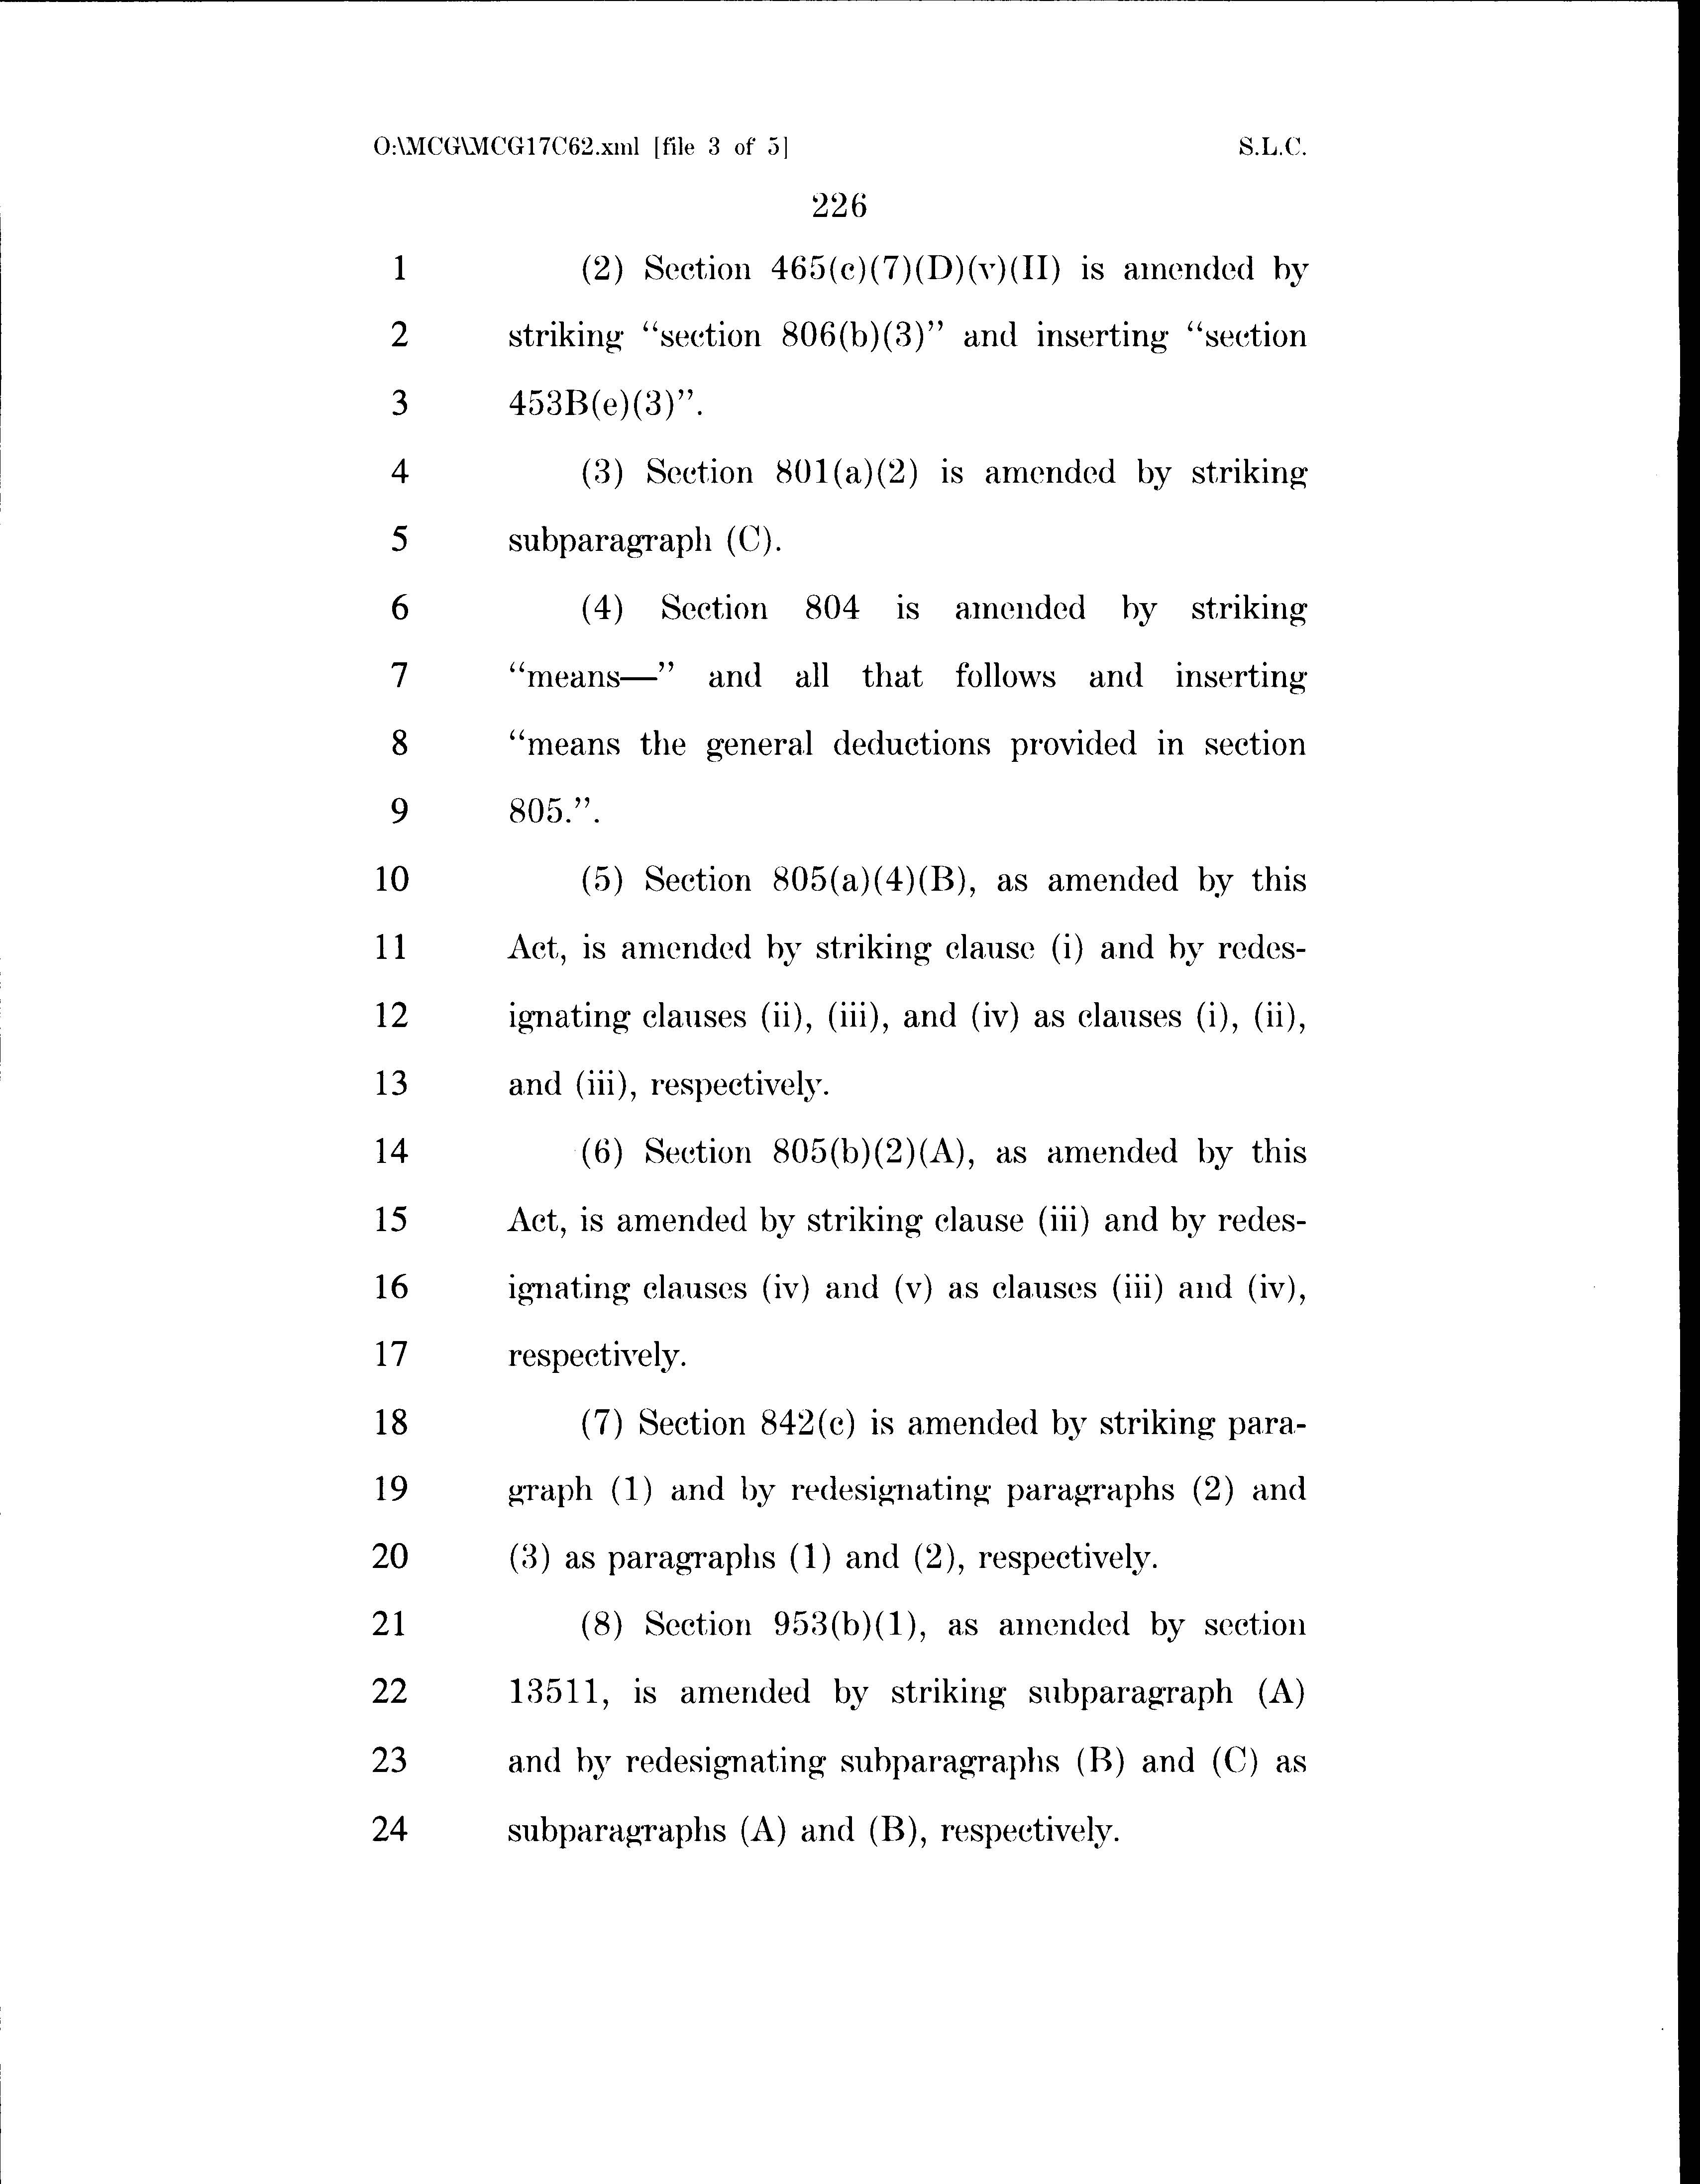 O:\MCG\MCG17C62.xml [file 3 of 5] S.L.C.
226
1 (2) Section 465(c)(7)(D)(v)(II) is amended by
2 striking “section 806(b)(3)” and inserting “section
3 453B(e)(3)”.
4 (3) Section 801(a)(2) is amended by striking
5 subparagraph (C).
6 (4) Section 804 is amended by striking
7 “means—” and all that follows and inserting
8 “means the general deductions provided in section
9 805.”.
10 (5) Section 805(a)(4)(B), as amended by this
11 Act, is amended by striking clause (i) and by redes-
12 ignating clauses (ii), (iii), and (iv) as clauses (i), (ii),
13 and (iii), respectively.
14 (6) Section 805(b)(2)(A), as amended by this
15 Act, is amended by striking clause (iii) and by redes-
16 ignating clauses (iv) and (v) as clauses (iii) and (iv),
17 respectively.
18 (7) Section 842(c) is amended by striking para-
19 graph (1) and by redesignating paragraphs (2) and
20 (3) as paragraphs (1) and (2), respectively.
21 (8) Section 953(b)(1), as amended by section
22 13511, is amended by striking subparagraph (A)
23 and by redesignating subparagraphs (B) and (C) as
24 subparagraphs (A) and (B), respectively.